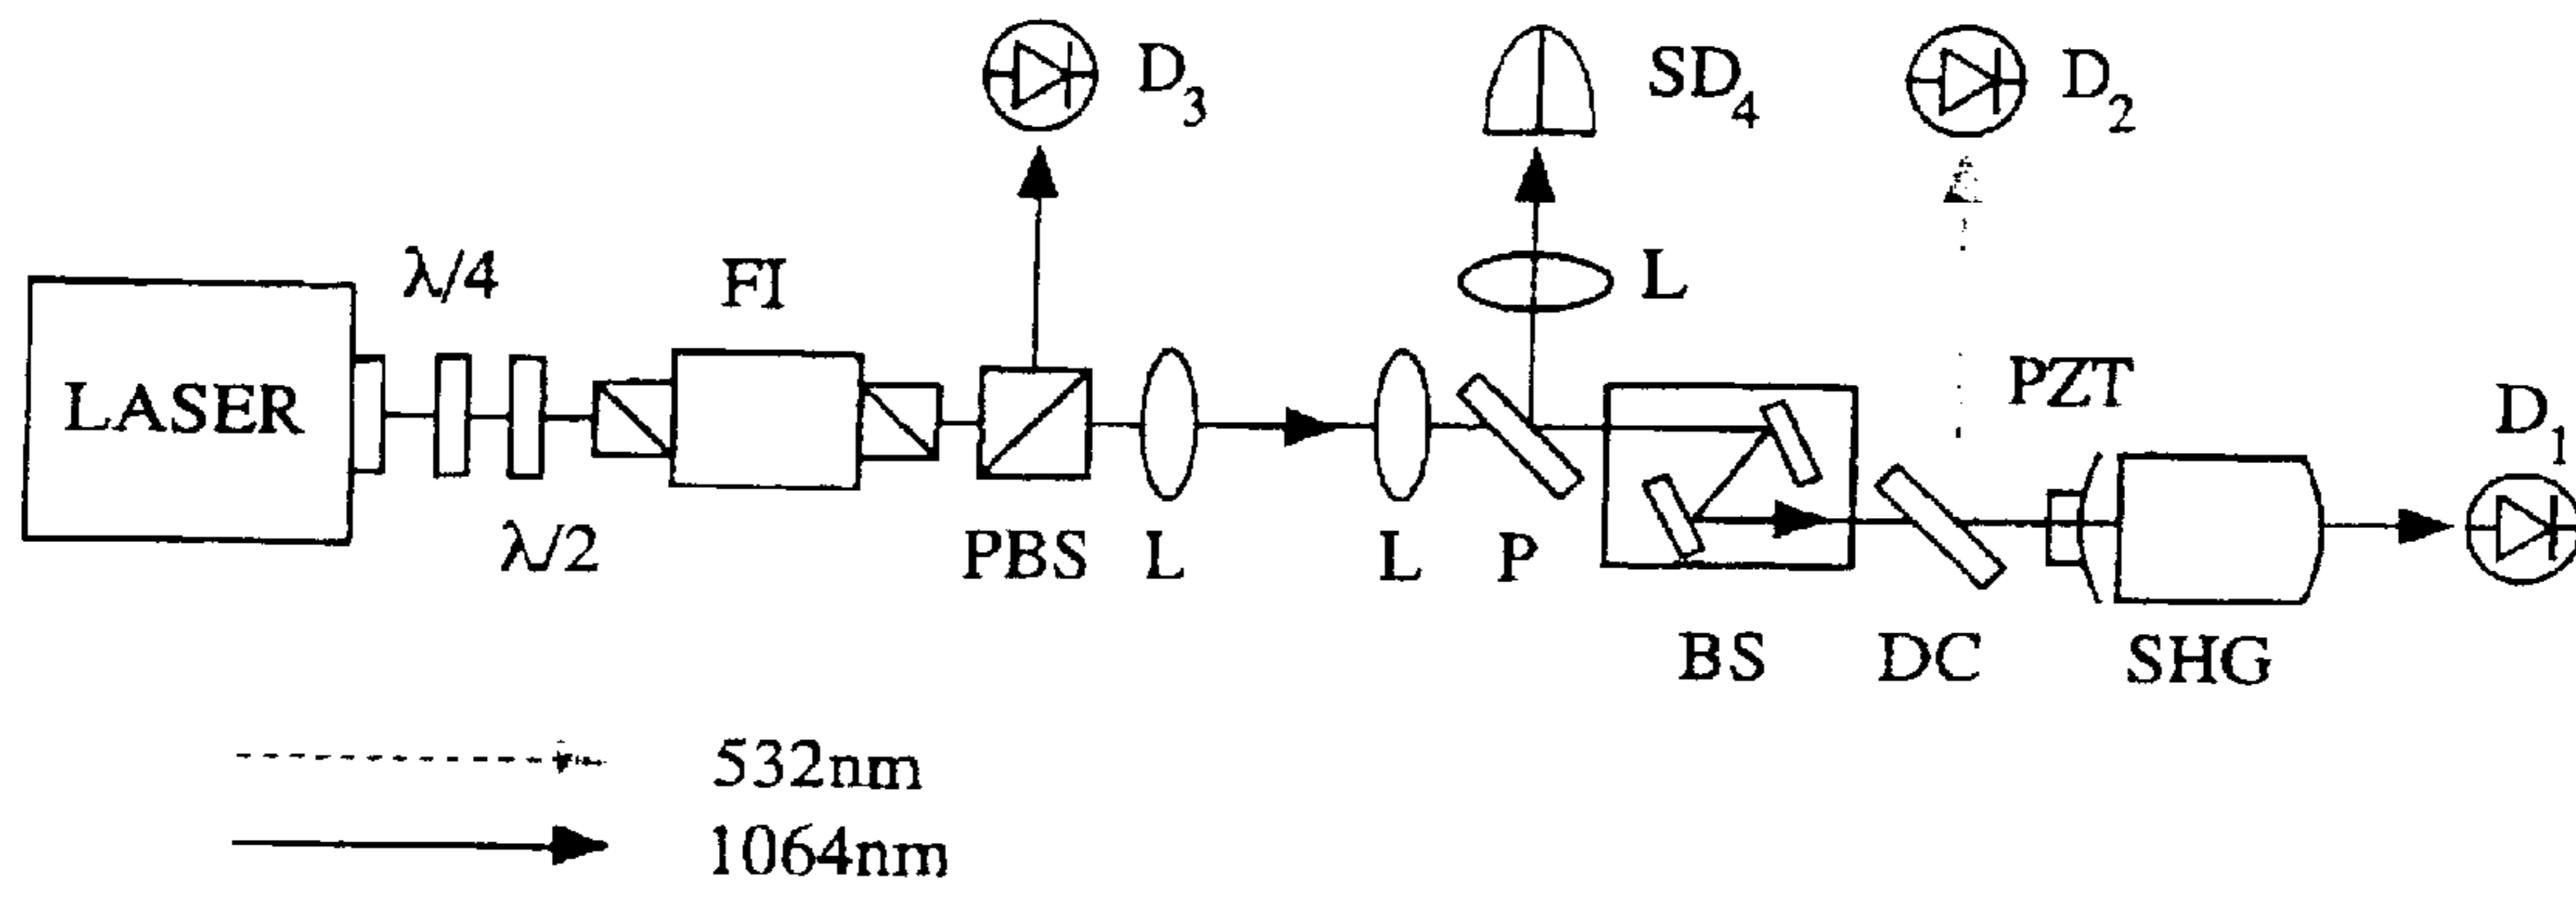 D3
SD4
D2
λ/4
FI
L
PZT
LASER
D1
λ/2
PBS
L
L
P
BS
DC
SHG
532nm
1064nm